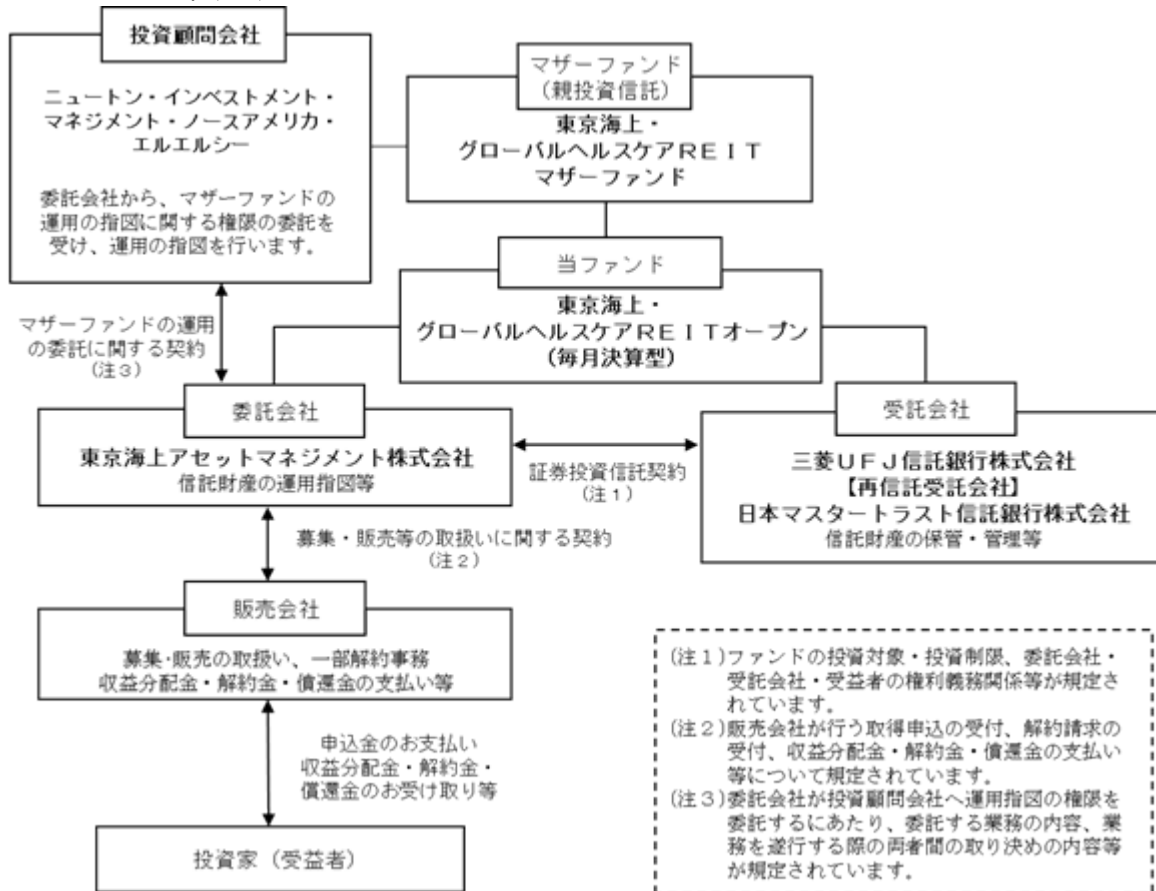 投資顧問会社
ニュートン・インベストメント・
マネジメント・ノースアメリカ・
エルエルシー
委託会社から、マザーファンドの
運用の指図に関する権限の委託を
受け、運用の指図を行います。
マザーファンド
(親投資信託)
東京海上・
グローバルヘルスケアREIT
マザーファンド
当ファンド
東京海上・
グローバルヘルスケアREITオープン
(毎月決算型)
マザーファンドの運用
の委託に関する契約
(注3)
委託会社
東京海上アセットマネジメント株式会社
信託財産の運用指図等
証券投資信託契約
(注1)
受託会社
三菱UFJ信託銀行株式会社
【再信託受託会社】
日本マスタートラスト信託銀行株式会社
信託財産の保管・管理等
募集・販売等の取扱いに関する契約
(注2)
販売会社
募集・販売の取扱い、一部解約事務
収益分配金・解約金・償還金の支払い等
申込金のお支払い
収益分配金・解約金・
償還金のお受け取り等
投資家(受益者)
(注1)ファンドの投資対象・投資制限、委託会社・
受託会社・受益者の権利義務関係等が規定さ
れています。
(注2)販売会社が行う取得申込の受付、解約請求の
受付、収益分配金・解約金・償還金の支払い
等について規定されています。
(注3)委託会社が投資顧問会社へ運用指図の権限を
委託するにあたり、委託する業務の内容、業
務を遂行する際の両者間の取り決めの内容等
が規定されています。